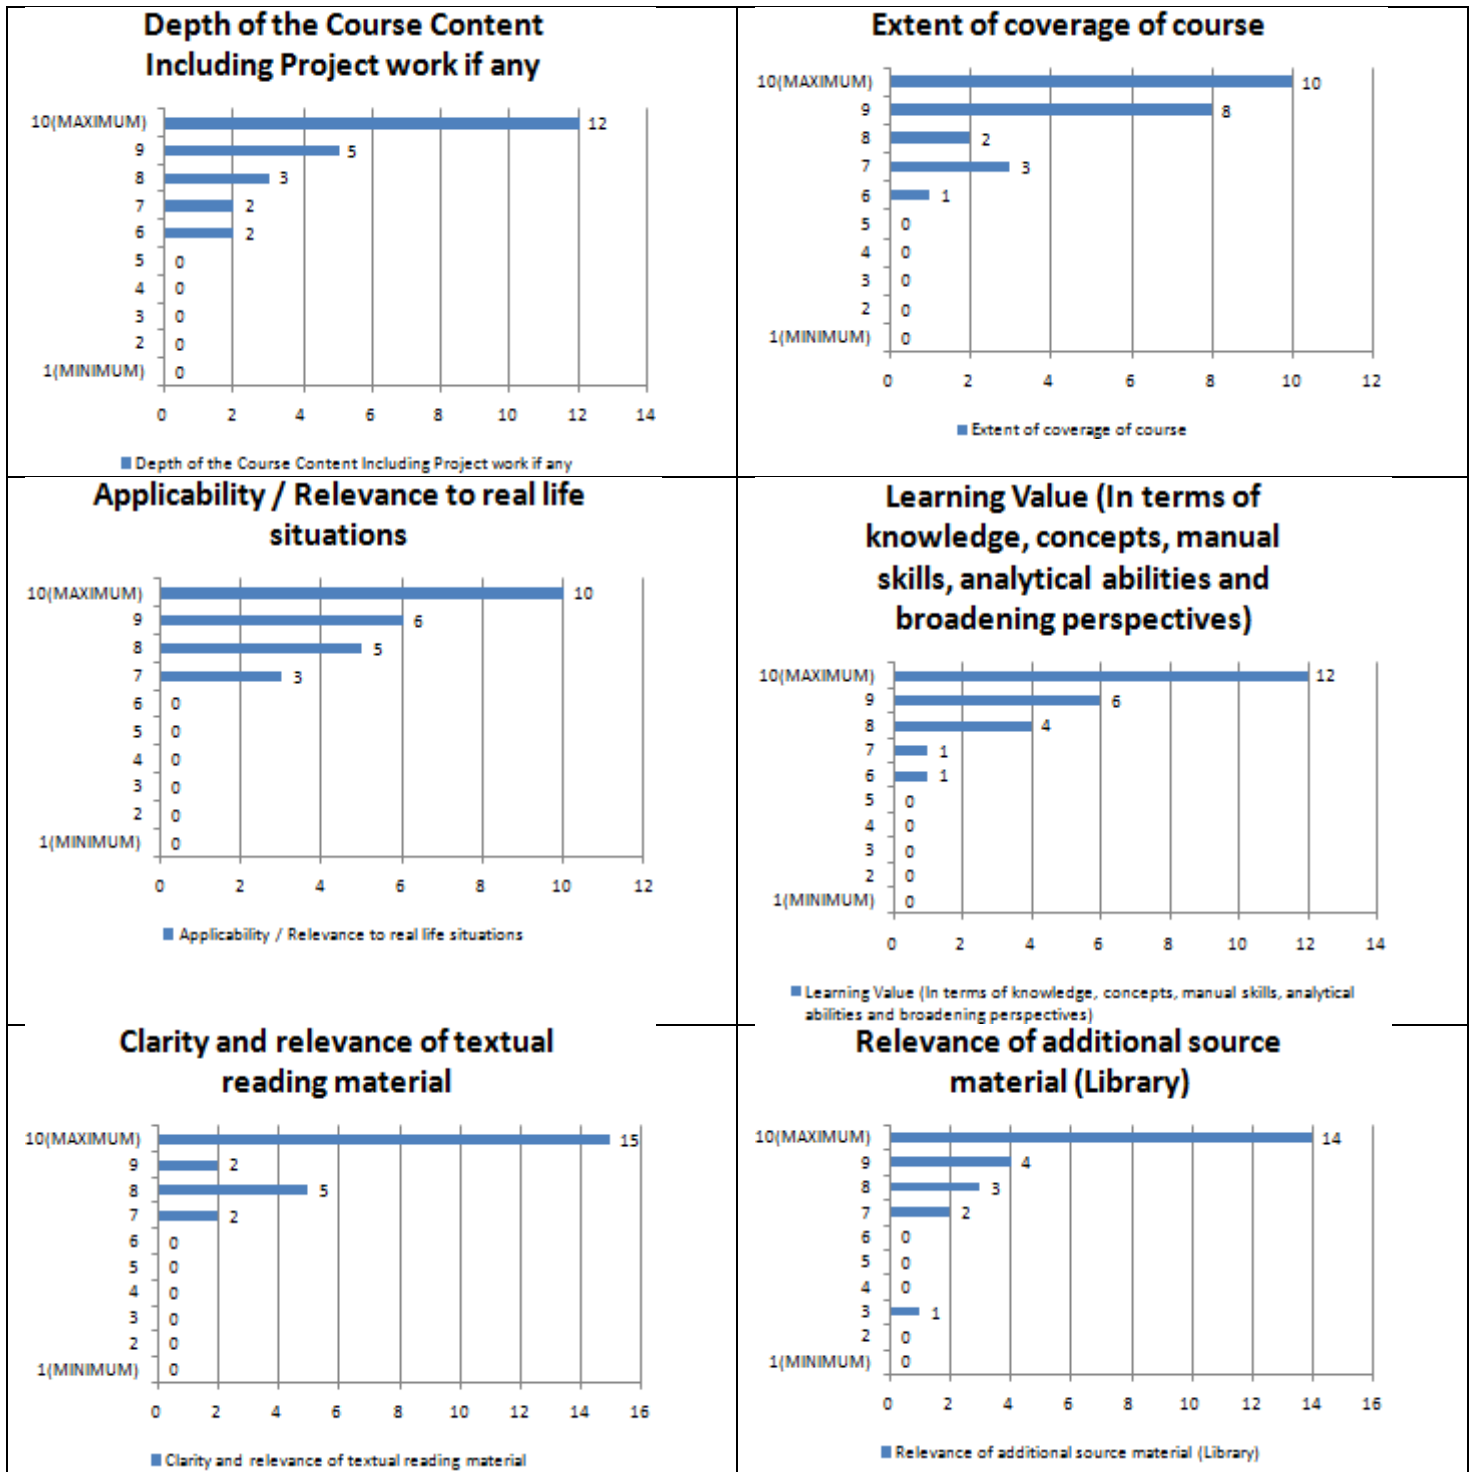 Depth of the Course Content
Including Project work if any
10(MAXIMUM) 12
9 5
8 3
7 2
6 2
5 0
4 0
3 0
2 0
1(MINIMUM) 0
0 2 4 6 8 10 12 14
Depth of the Course Content Including Project work if any
Extent of coverage of course
10(MAXIMUM) 10
9 8
8 2
7 3
6 1
5 0
4 0
3 0
2 0
1(MINIMUM) 0
0 2 4 6 8 10 12
Extent of coverage of course
Applicability / Relevance to real life
situations
10(MAXIMUM) 10
9 6
8 5
7 3
6 0
5 0
4 0
3 0
2 0
1(MINIMUM) 0
0 2 4 6 8 10 12
Applicability / Relevance to real life situations
Learning Value (In terms of
knowledge, concepts, manual
skills, analytical abilities and
broadening perspectives)
10(MAXIMUM) 12
9 6
8 4
7 1
6 1
5 0
4 0
3 0
2 0
1(MINIMUM) 0
0 2 4 6 8 10 12 14
Learning Value (In terms of knowledge, concepts, manual skills, analytical
abilities and broadening perspectives)
Clarity and relevance of textual
reading material
10(MAXIMUM) 15
9 2
8 5
7 2
6 0
5 0
4 0
3 0
2 0
1(MINIMUM) 0
0 2 4 6 8 10 12 14 16
Clarity and relevance of textual reading material
Relevance of additional source
material (Library)
10(MAXIMUM) 14
9 4
8 3
7 2
6 0
5 0
4 0
3 1
2 0
1(MINIMUM) 0
0 2 4 6 8 10 12 14 16
Relevance of additional source material (Library)